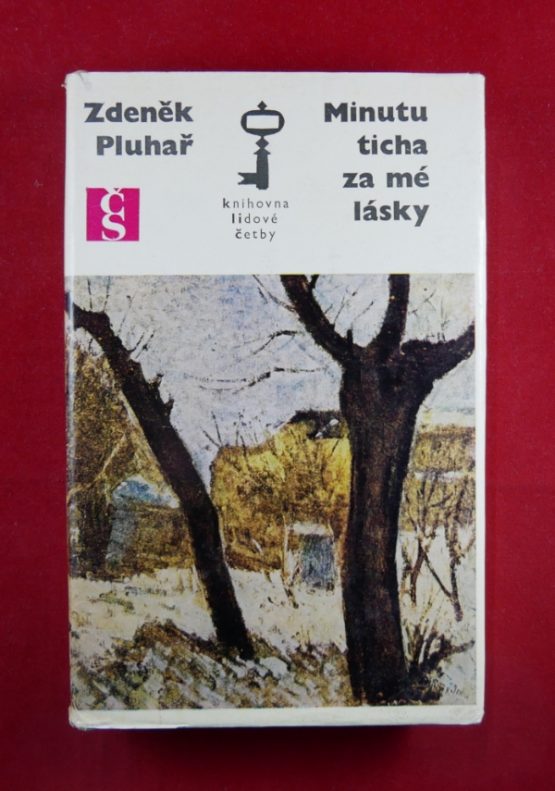 Zdeněk
Pluhař
ČS
knihovna
lidové
četby
Minutu
ticha
za mé
lásky